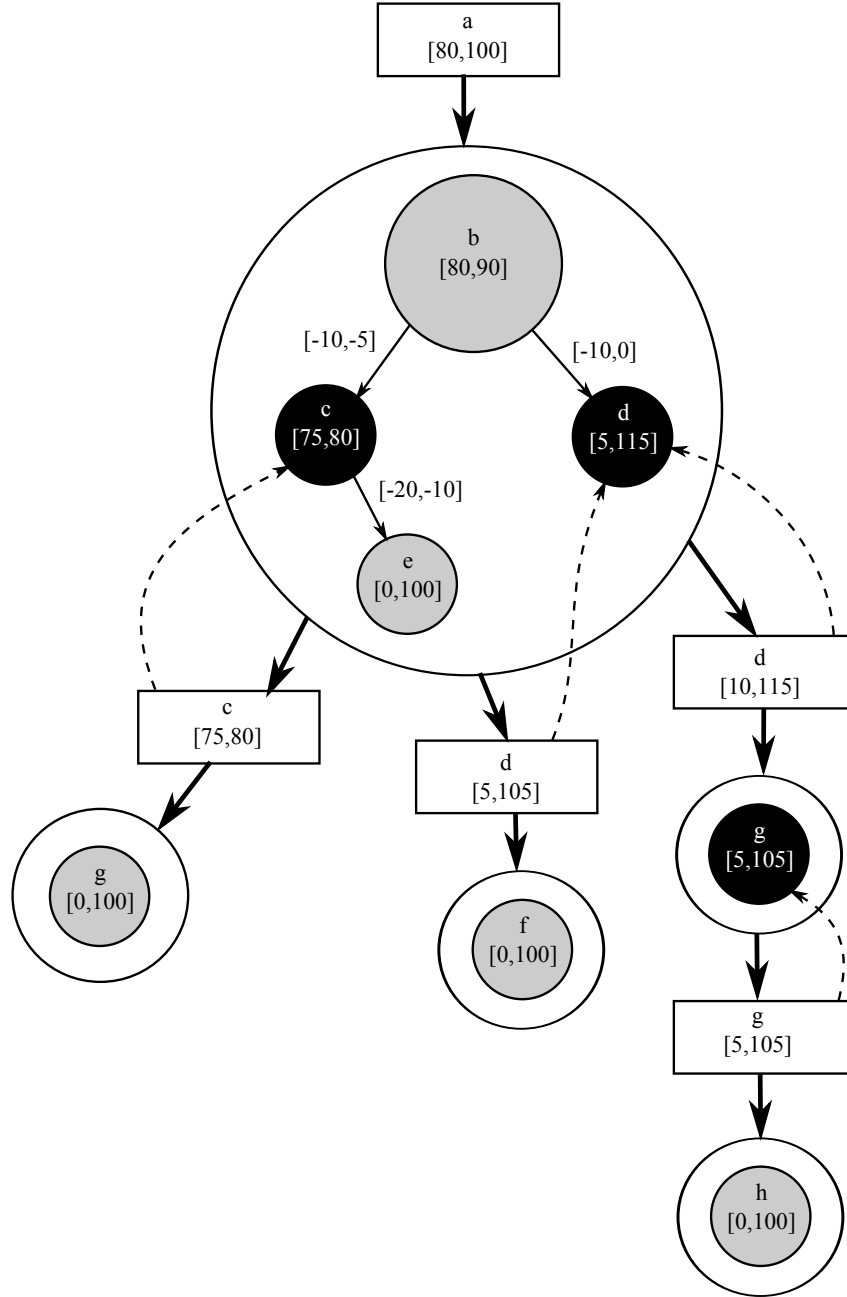 a
[80,100]
b
[80,90]
[-10,-5]
[-10,0]
c
[75,80]
d
[5,115]
[-20,-10]
e
[0,100]
c
[75,80]
d
[5,105]
d
[10,115]
g
[0,100]
f
[0,100]
g
[5,105]
g
[5,105]
h
[0,100]